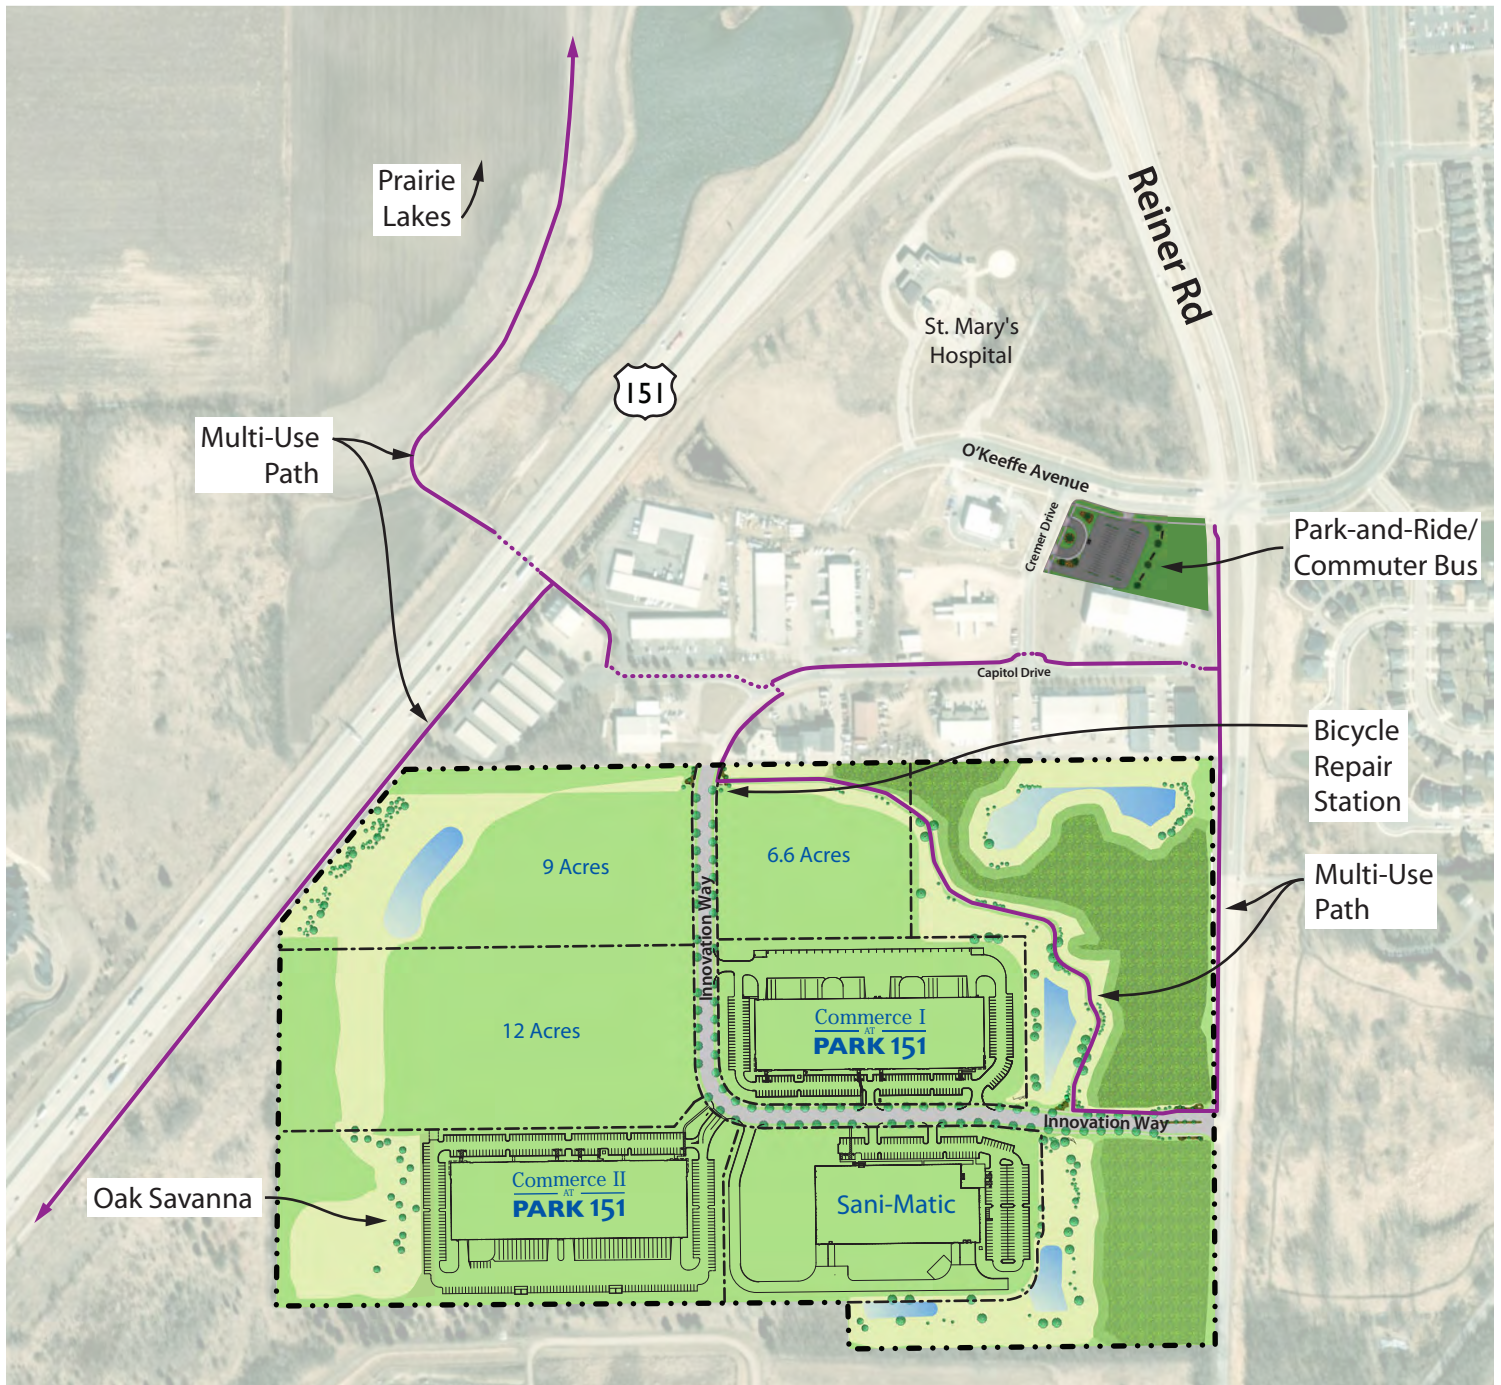 Prairie
Lakes
Reiner Rd
St. Mary's
Hospital
151
Multi-Use
Path
O'Keeffe Avenue
Cremer Drive
Park-and-Ride/
Commuter Bus
Capitol Drive
Bicycle
Repair
Station
9 Acres
6.6 Acres
Innovation Way
Multi-Use
Path
12 Acres
Commerce I
AT
PARK 151
Innovation Way
Oak Savanna
Commerce II
AT
PARK 151
Sani-Matic